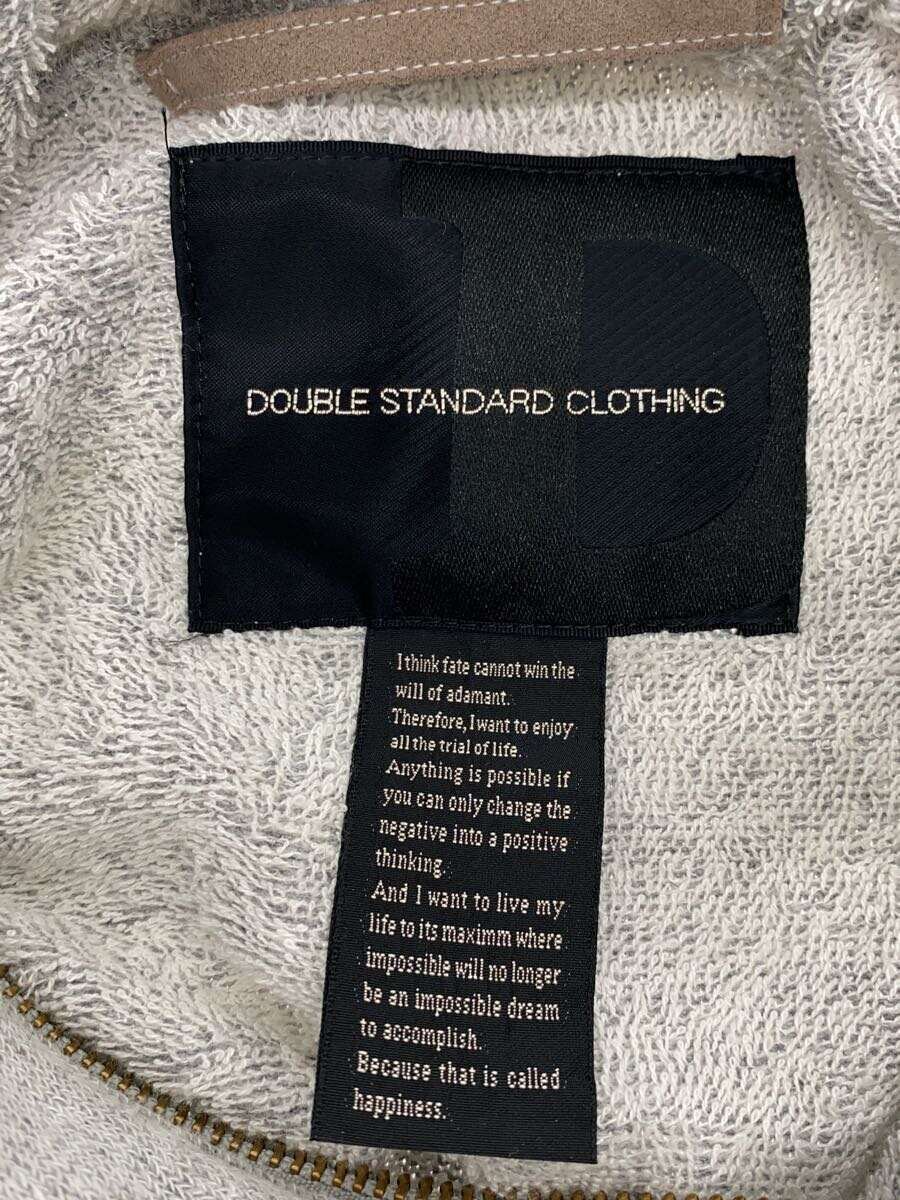 DOUBLE STANDARD CLOTHING
I think fate cannot win the
will of adamant.
Therefore, I want to enjoy
all the trial of life.
Anything is possible if
you can only change the
negative into a positive
thinking.
And I want to live my
life to its maximm where
impossible will no longer
be an impossible dream
to accomplish.
Because that is called
happiness.